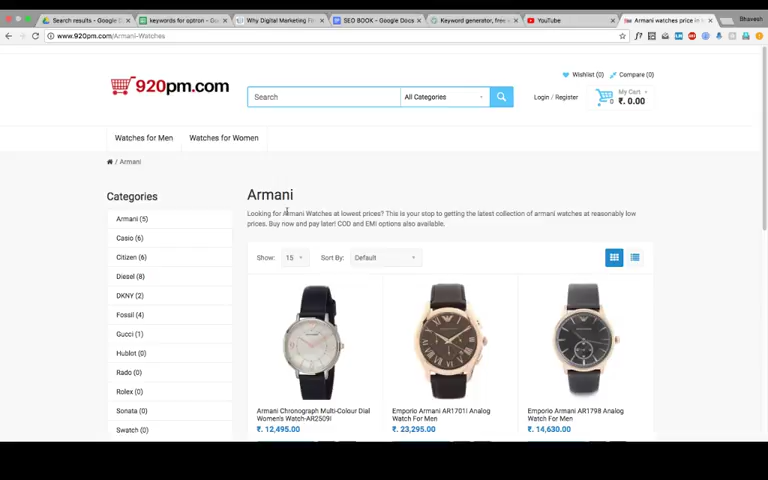 Search results - Google D
keywords for optron - G
Why Digital Marketing F
SEO BOOK - Google Docs
Keyword generator, free
YouTube
Armani watches price in
Bhavesh
www.920pm.com/Armani-Watches
Wishlist (0)
Compare (0)
920pm.com
Search
All Categories
Login / Register
0
My Cart
₹. 0.00
Watches for Men
Watches for Women
/ Armani
Categories
Armani (5)
Casio (6)
Citizen (6)
Diesel (8)
DKNY (2)
Fossil (4)
Gucci (1)
Hublot (0)
Rado (0)
Rolex (0)
Sonata (0)
Swatch (0)
Armani
Looking for Armani Watches at lowest prices? This is your stop to getting the latest collection of armani watches at reasonably low
prices. Buy now and pay later! COD and EMI options also available.
Show:
15
Sort By:
Default
Armani Chronograph Multi-Colour Dial
Women's Watch-AR2509I
₹. 12,495.00
Emporio Armani AR1701I Analog
Watch For Men
₹. 23,295.00
Emporio Armani AR1798 Analog
Watch For Men
₹. 14,630.00